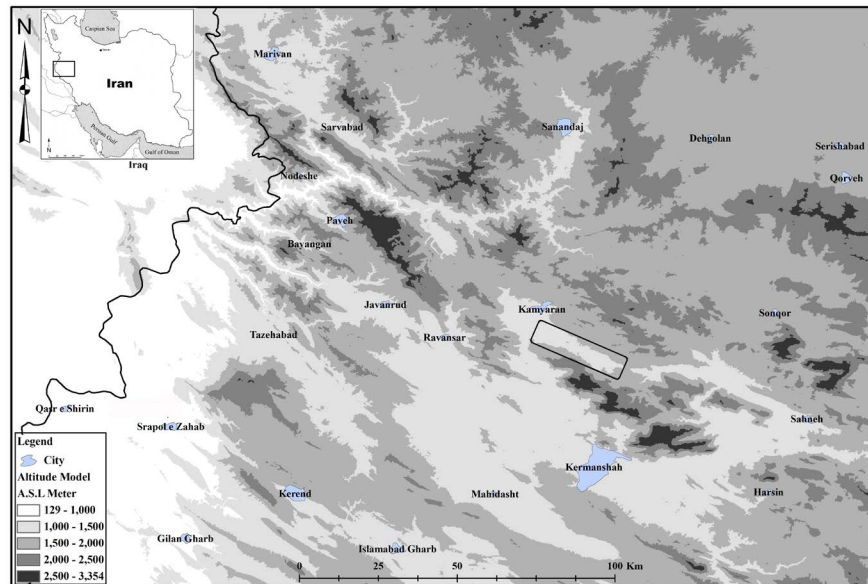 N
Caspian Sea
Iran
Persian Gulf
Gulf of Oman
N
Iraq
Marivan
Sarvabad
Sanandaj
Dehgolan
Serishabad
Qorveh
Nodeshe
Paveh
Bayangan
Javanrud
Kamyaran
Sonqor
Tazehabad
Ravansar
Qasr e Shirin
Srapol e Zahab
Sahneh
Kermanshah
Kerend
Mahidasht
Harsin
Gilan Gharb
Islamabad Gharb
Legend
City
Altitude Model
A.S.L Meter
129 - 1,000
1,000 - 1,500
1,500 - 2,000
2,000 - 2,500
2,500 - 3,354
0 25 50 100 Km